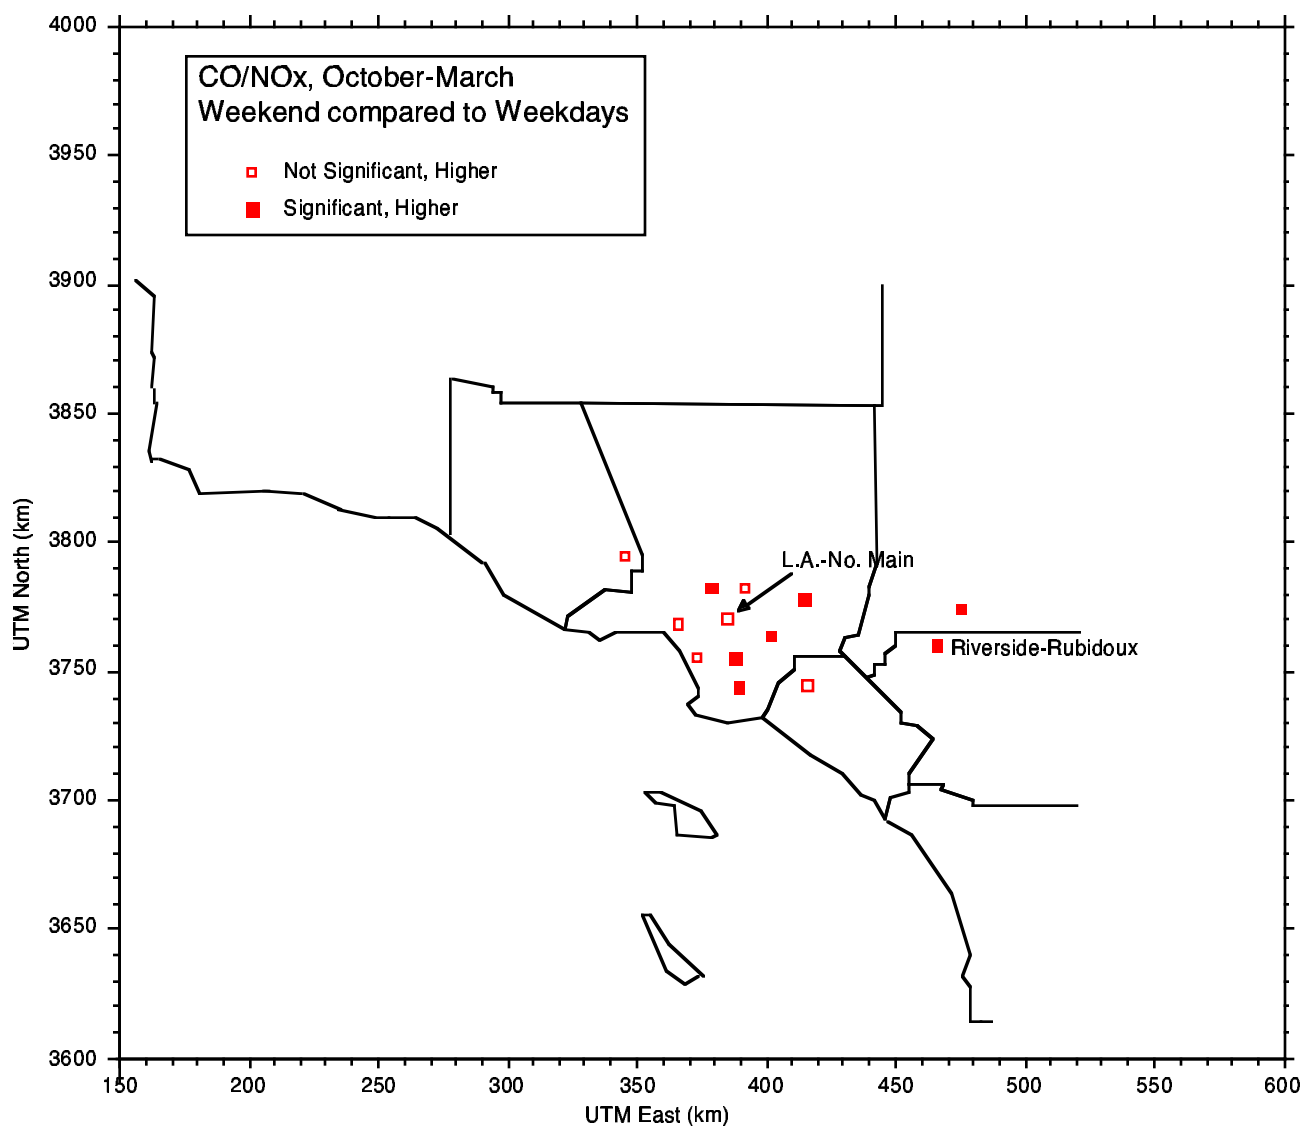 4000
CO/NOx, October-March
Weekend compared to Weekdays
Not Significant, Higher
Significant, Higher
3950
3900
3850
3800
3750
3700
3650
3600
UTM North (km)
L.A.-No. Main
Riverside-Rubidoux
150 200 250 300 350 400 450 500 550 600
UTM East (km)